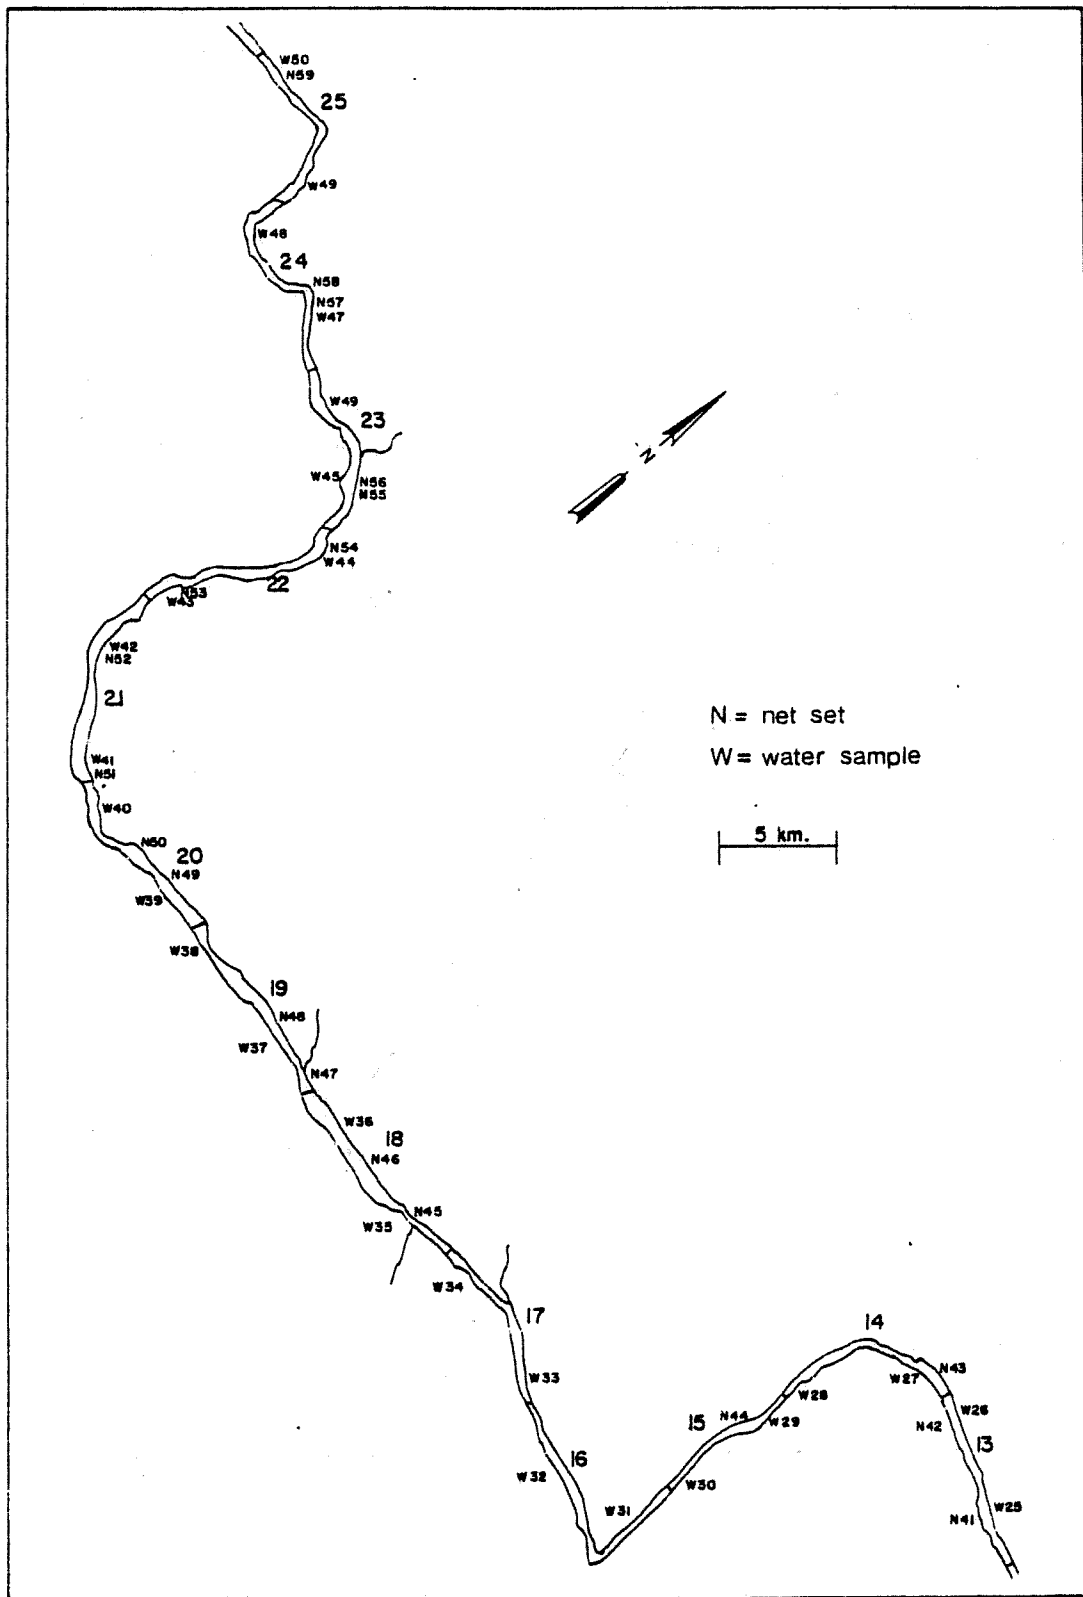 W50
N59
25
W49
W48
24
N58
N57
W47
W49
23
W45
N56
N55
N54
W44
22
N53
W43
W42
N52
21
W41
N51
W40
N50
20
N49
W39
W38
19
N48
W37
N47
W36
18
N46
N45
W35
W34
17
W33
16
W32
W31
15
W30
N44
W29
W28
14
W27
N43
N42
W26
13
N41
W25
N
N = net set
W = water sample
5 km.